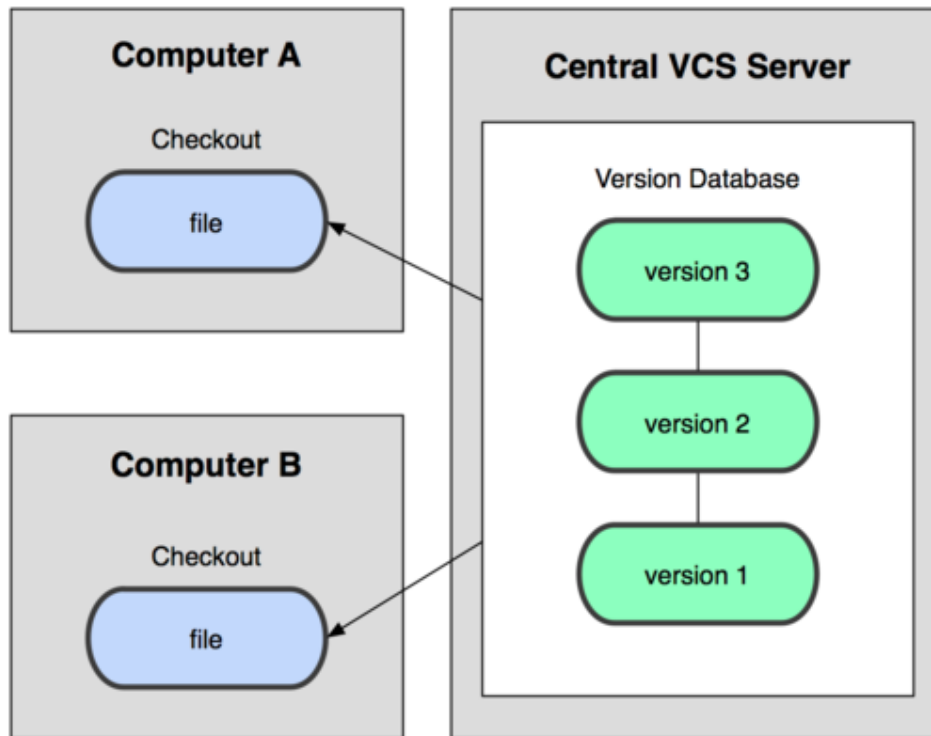 Computer A
Checkout
file
Computer B
Checkout
file
Central VCS Server
Version Database
version 3
version 2
version 1